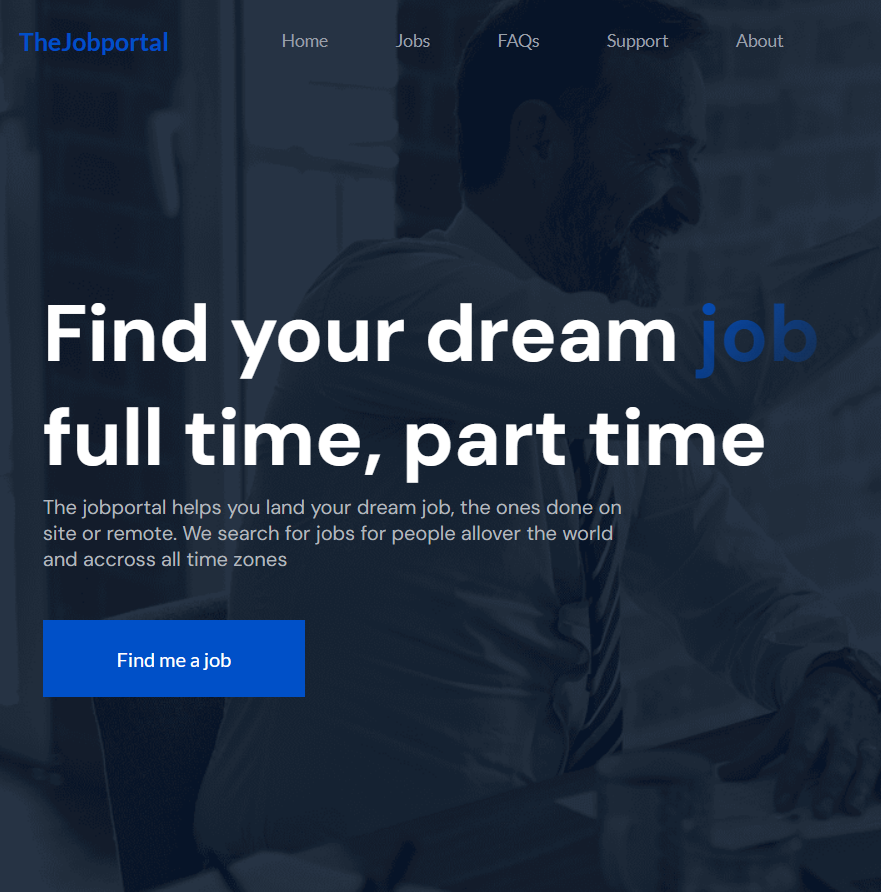 TheJobportal
Home Jobs FAQs Support About
Find your dream job
full time, part time
The jobportal helps you land your dream job, the ones done on
site or remote. We search for jobs for people allover the world
and accross all time zones
Find me a job